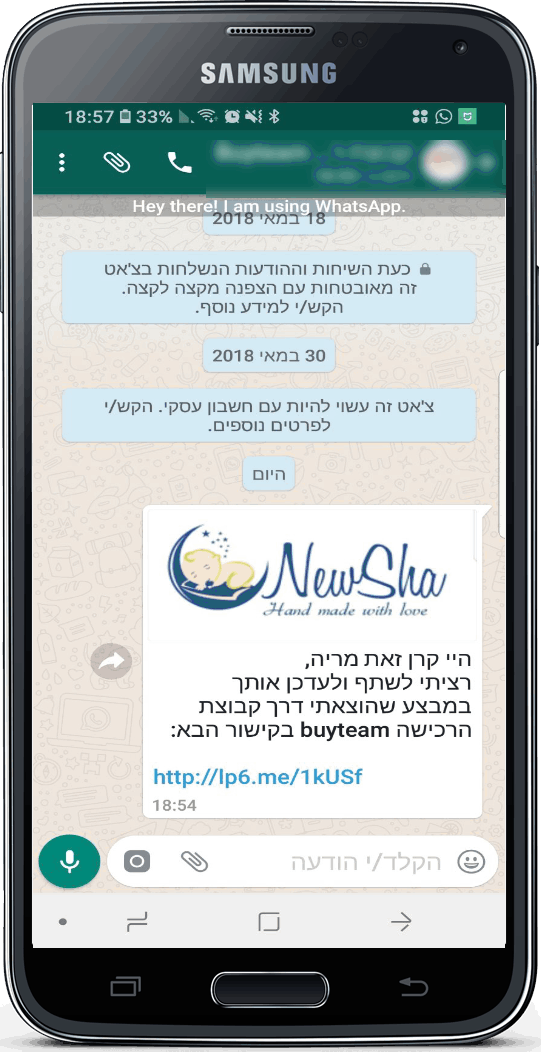 SAMSUNG
18:57 33%
Buyteam
Hey there! I am using WhatsApp.
18 במאי 2018
כעת השיחות וההודעות הנשלחות בצ'אט
זה מאובטחות עם הצפנה מקצה לקצה.
הקש/י למידע נוסף.
30 במאי 2018
צ'אט זה עשוי להיות עם חשבון עסקי. הקש/י
לפרטים נוספים.
היום
NewSha
Hand made with love
היי קרן זאת מריה,
רציתי לשתף ולעדכן אותך
במבצע שהוצאתי דרך קבוצת
הרכישה buyteam בקישור הבא:
http://lp6.me/1kUSf
18:54
הקלד/י הודעה